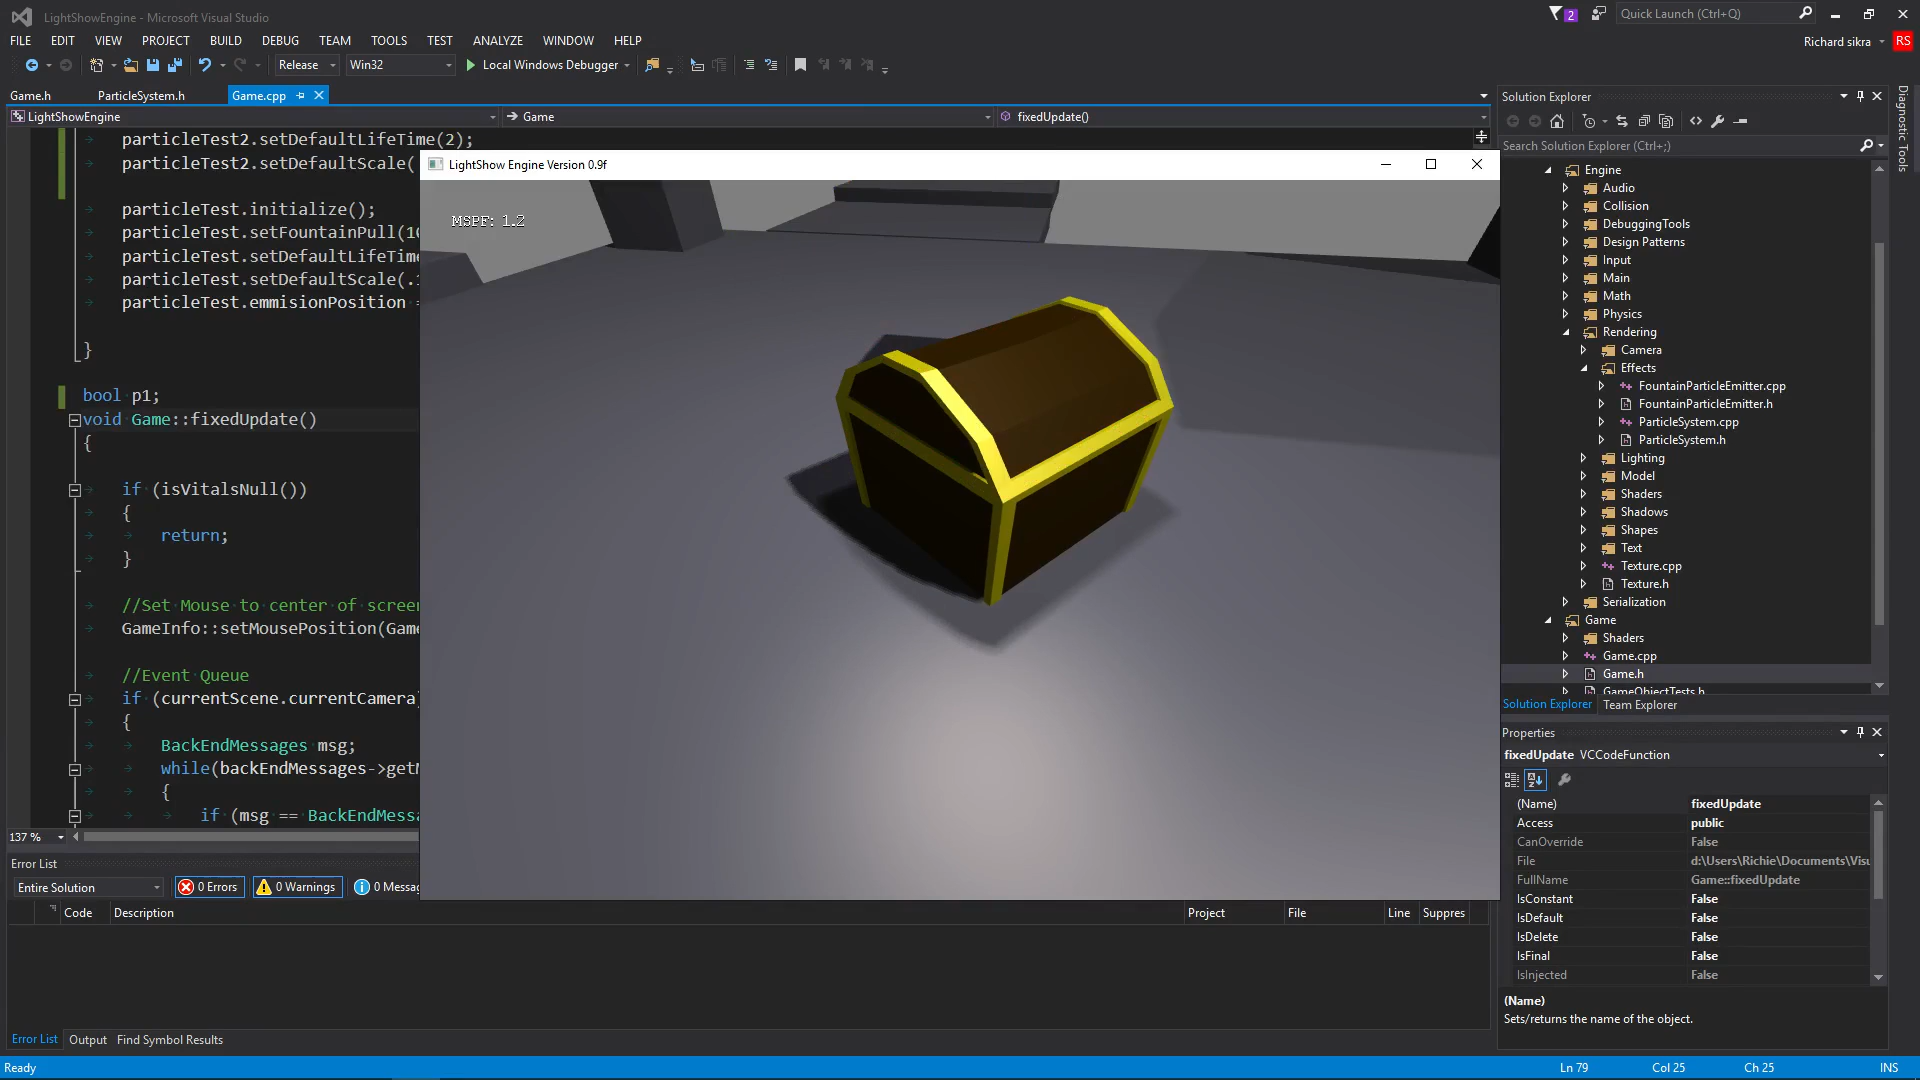 LightShowEngine - Microsoft Visual Studio
2
Quick Launch (Ctrl+Q)
FILE EDIT VIEW PROJECT BUILD DEBUG TEAM TOOLS TEST ANALYZE WINDOW HELP
Richard sikra
RS
Release Win32 Local Windows Debugger
Game.h ParticleSystem.h Game.cpp
LightShowEngine Game fixedUpdate()
particleTest2.setDefaultLifeTime(2);
particleTest2.setDefaultScale(
particleTest.initialize();
particleTest.setFountainPull(
particleTest.setDefaultLifeTime
particleTest.setDefaultScale(.
particleTest.emmisionPosition
}
bool p1;
void Game::fixedUpdate()
{
if (isVitalsNull())
{
return;
}
//Set Mouse to center of screen
GameInfo::setMousePosition(Game
//Event Queue
if (currentScene.currentCamera
{
BackEndMessages msg;
while(backEndMessages->get
{
if (msg == BackEndMess
137 %
LightShow Engine Version 0.9f
MSPF: 1.2
Error List
Entire Solution 0 Errors 0 Warnings 0 Messag
Code Description Project File Line Suppres
Error List Output Find Symbol Results
Ready Ln 79 Col 25 Ch 25 INS
Solution Explorer
Search Solution Explorer (Ctrl+;)
Engine
Audio
Collision
DebuggingTools
Design Patterns
Input
Main
Math
Physics
Rendering
Camera
Effects
FountainParticleEmitter.cpp
FountainParticleEmitter.h
ParticleSystem.cpp
ParticleSystem.h
Lighting
Model
Shaders
Shadows
Shapes
Text
Texture.cpp
Texture.h
Serialization
Game
Shaders
Game.cpp
Game.h
GameObjectTests.h
Solution Explorer Team Explorer
Properties
fixedUpdate VCCodeFunction
(Name) fixedUpdate
Access public
CanOverride False
File d:\Users\Richie\Documents\Visu
FullName Game::fixedUpdate
IsConstant False
IsDefault False
IsDelete False
IsFinal False
IsInjected False
(Name)
Sets/returns the name of the object.
Diagnostic Tools